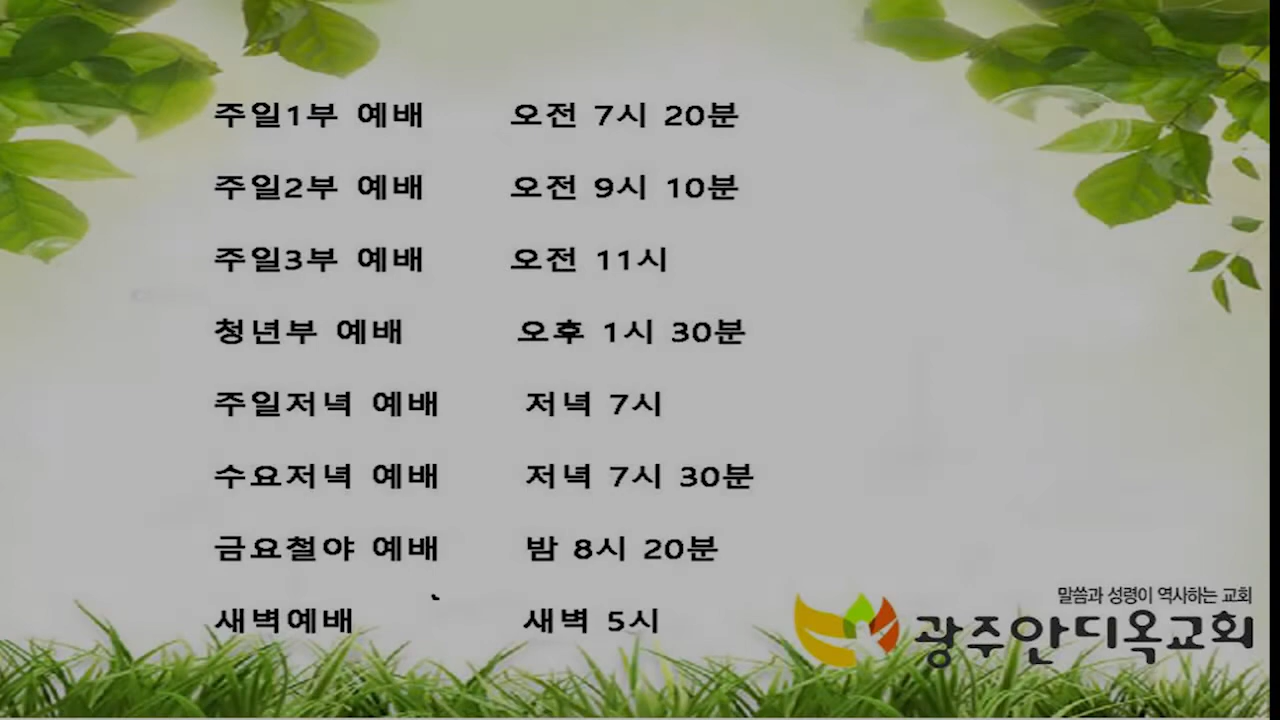 주일1부 예배 오전 7시 20분
주일2부 예배 오전 9시 10분
주일3부 예배 오전 11시
청년부 예배 오후 1시 30분
주일저녁 예배 저녁 7시
수요저녁 예배 저녁 7시 30분
금요철야 예배 밤 8시 20분
새벽예배 새벽 5시
말씀과 성령이 역사하는 교회
광주안디옥교회